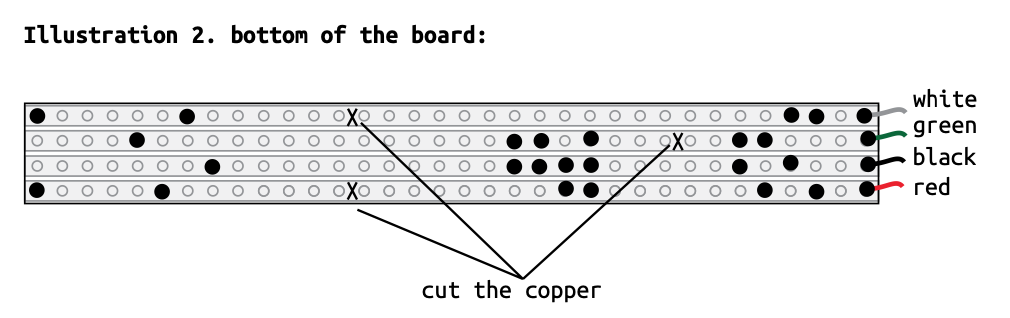 Illustration 2. bottom of the board:
white
X
green
X
black
red
X
cut the copper